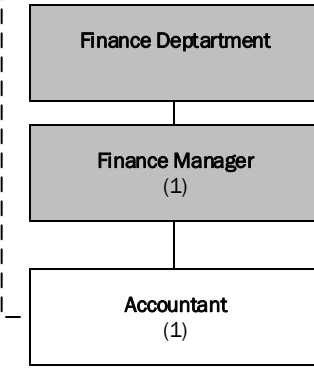 Finance Deptartment
Finance Manager
(1)
Accountant
(1)